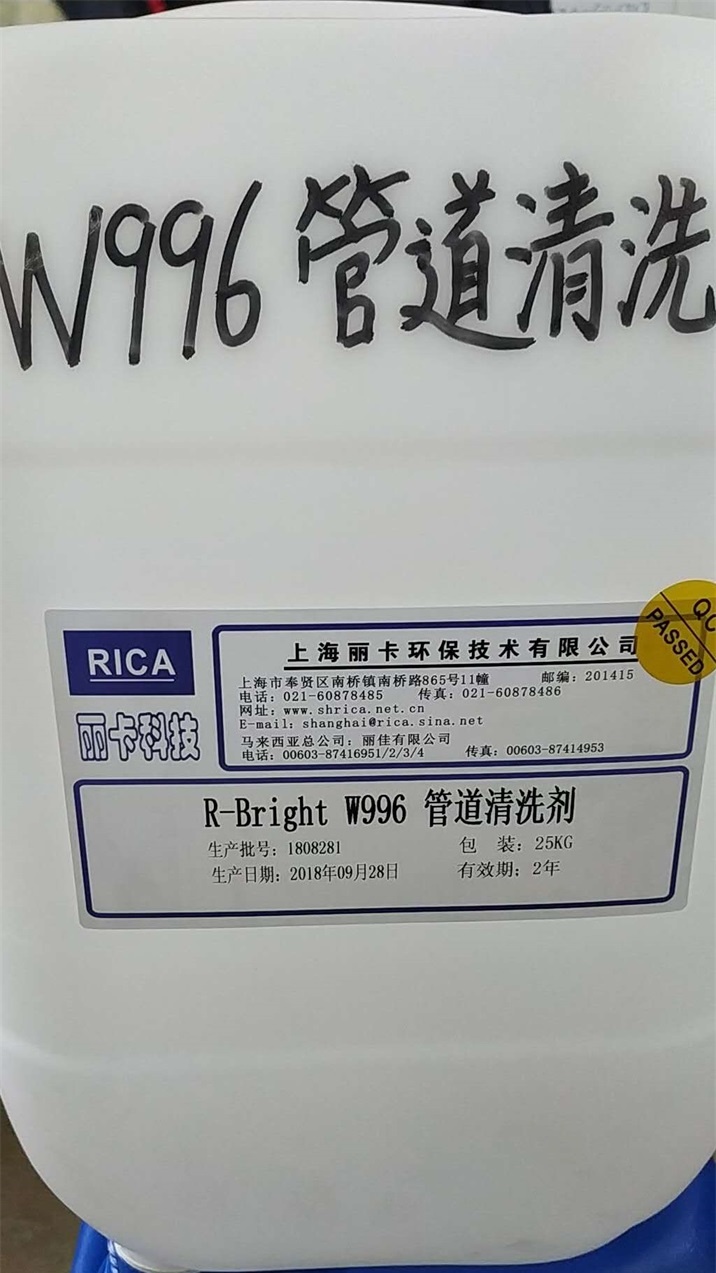 W996 管道清洗
QC
PASSED
RICA
丽卡科技
上海丽卡环保技术有限公司
上海市奉贤区南桥镇南桥路865号11幢 邮编：201415
电话：021-60878485 传真：021-60878486
网址：www.shrica.net.cn
E-mail：shanghai@rica.sina.net
马来西亚总公司：丽佳有限公司
电话：00603-87416951/2/3/4 传真：00603-87414953
R-Bright W996 管道清洗剂
生产批号：1808281 包 装：25KG
生产日期：2018年09月28日 有效期：2年